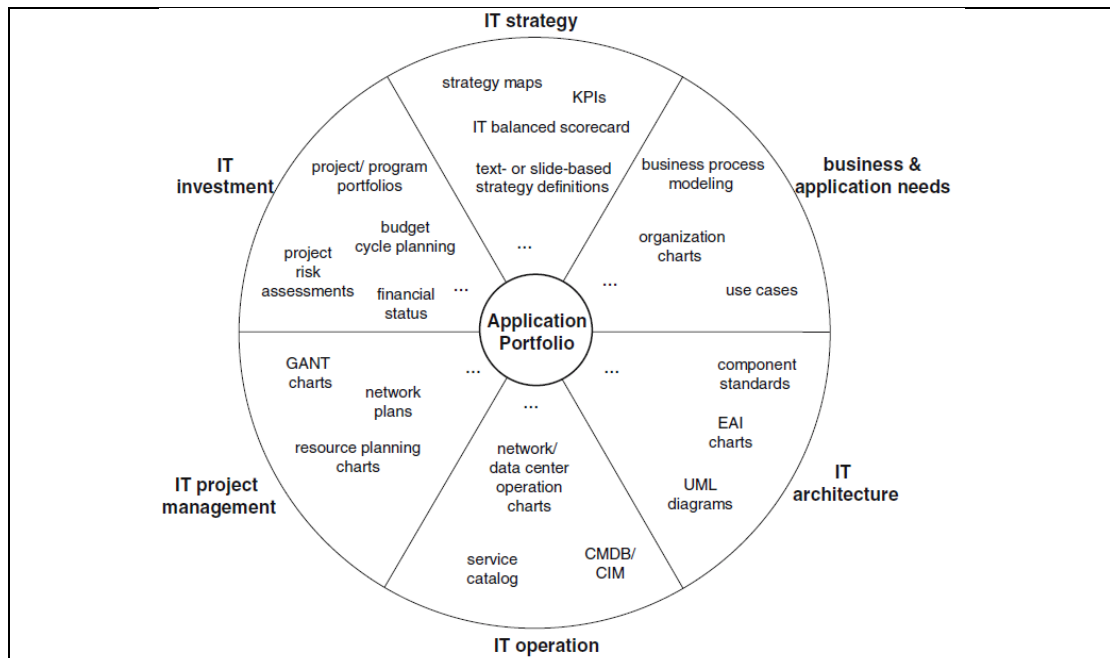 IT strategy
strategy maps
KPIs
IT balanced scorecard
text- or slide-based
strategy definitions
...
business &
application needs
business process
modeling
organization
charts
...
use cases
IT
investment
project/ program
portfolios
budget
cycle planning
project
risk
assessments
financial
status
...
Application
Portfolio
IT project
management
GANT
charts
...
network
plans
resource planning
charts
IT operation
...
network/
data center
operation
charts
service
catalog
CMDB/
CIM
IT
architecture
...
component
standards
EAI
charts
UML
diagrams